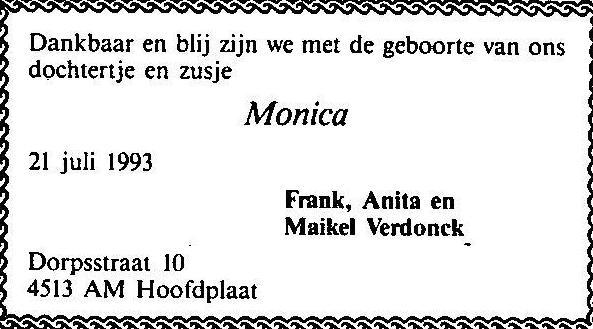 Dankbaar en blij zijn we met de geboorte van ons
dochtertje en zusje
Monica
21 juli 1993
Frank, Anita en
Maikel Verdonck
Dorpsstraat 10
4513 AM Hoofdplaat